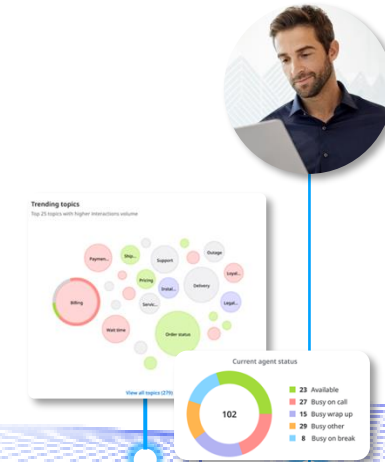 Trending topics
Top 25 topics with higher interactions volume
Outage
Ship...
Paymen...
Support
Loyal...
Pricing
Instal...
Delivery
Billing
Servic...
Legal...
Wait time
Order status
View all topics (279)
Current agent status
102
23 Available
27 Busy on call
15 Busy wrap up
29 Busy other
8 Busy on break